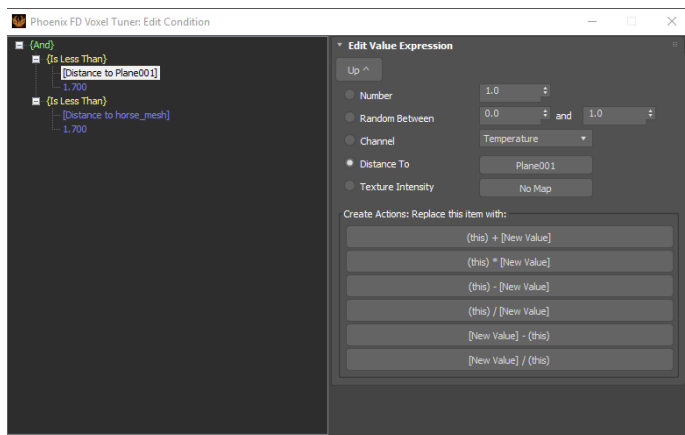 Phoenix FD Voxel Tuner: Edit Condition
{And}
{Is Less Than}
[Distance to Plane001]
1.700
{Is Less Than}
[Distance to horse_mesh]
1.700
Edit Value Expression
Up ^
Number 1.0
Random Between 0.0 and 1.0
Channel Temperature
Distance To Plane001
Texture Intensity No Map
Create Actions: Replace this item with:
(this) + [New Value]
(this) * [New Value]
(this) - [New Value]
(this) / [New Value]
[New Value] - (this)
[New Value] / (this)